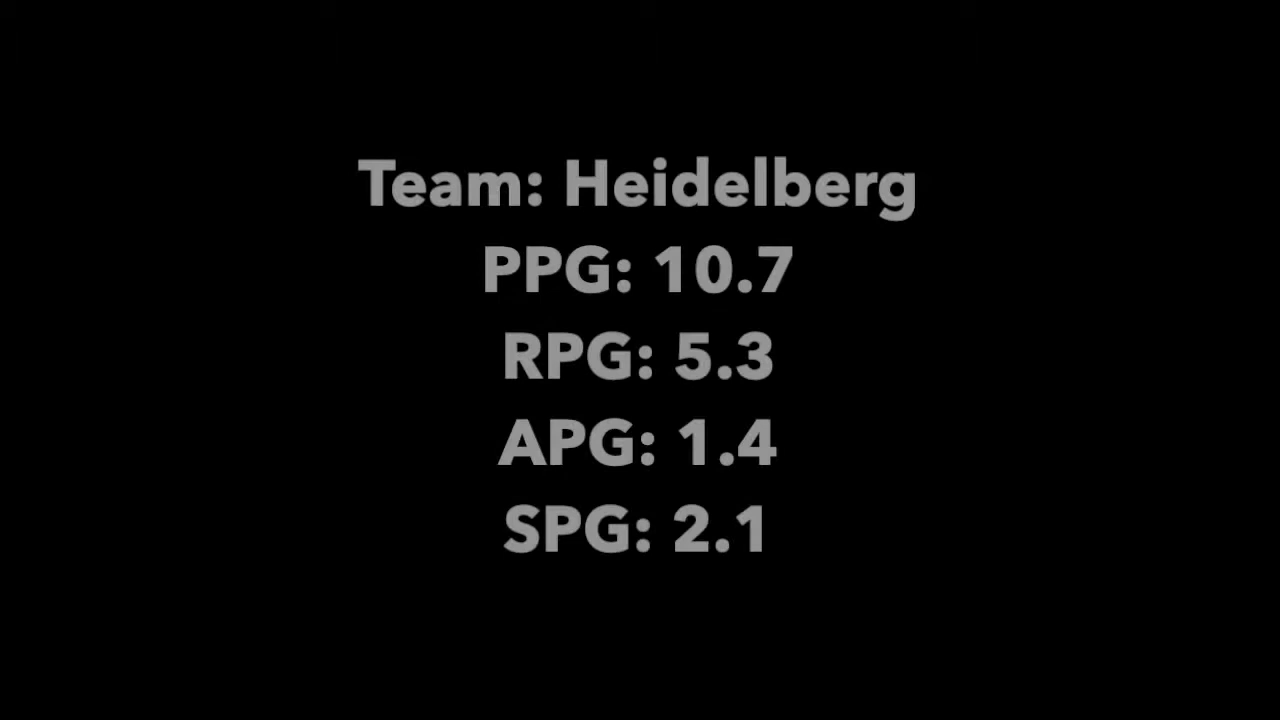 Team: Heidelberg
PPG: 10.7
RPG: 5.3
APG: 1.4
SPG: 2.1